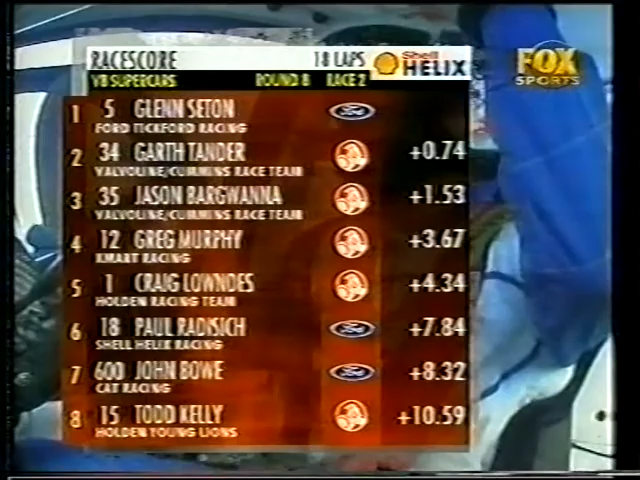 RACESCORE 18 LAPS Shell HELIX
V8 SUPERCARS ROUND 8 RACE 2
FOX SPORTS
1 5 GLENN SETON Ford
FORD TICKFORD RACING
2 34 GARTH TANDER +0.74
VALVOLINE/CUMMINS RACE TEAM
3 35 JASON BARGWANNA +1.53
VALVOLINE/CUMMINS RACE TEAM
4 12 GREG MURPHY +3.67
KMART RACING
5 1 CRAIG LOWNDES +4.34
HOLDEN RACING TEAM
6 18 PAUL RADISICH Ford +7.84
SHELL HELIX RACING
7 600 JOHN BOWE Ford +8.32
CAT RACING
8 15 TODD KELLY +10.59
HOLDEN YOUNG LIONS